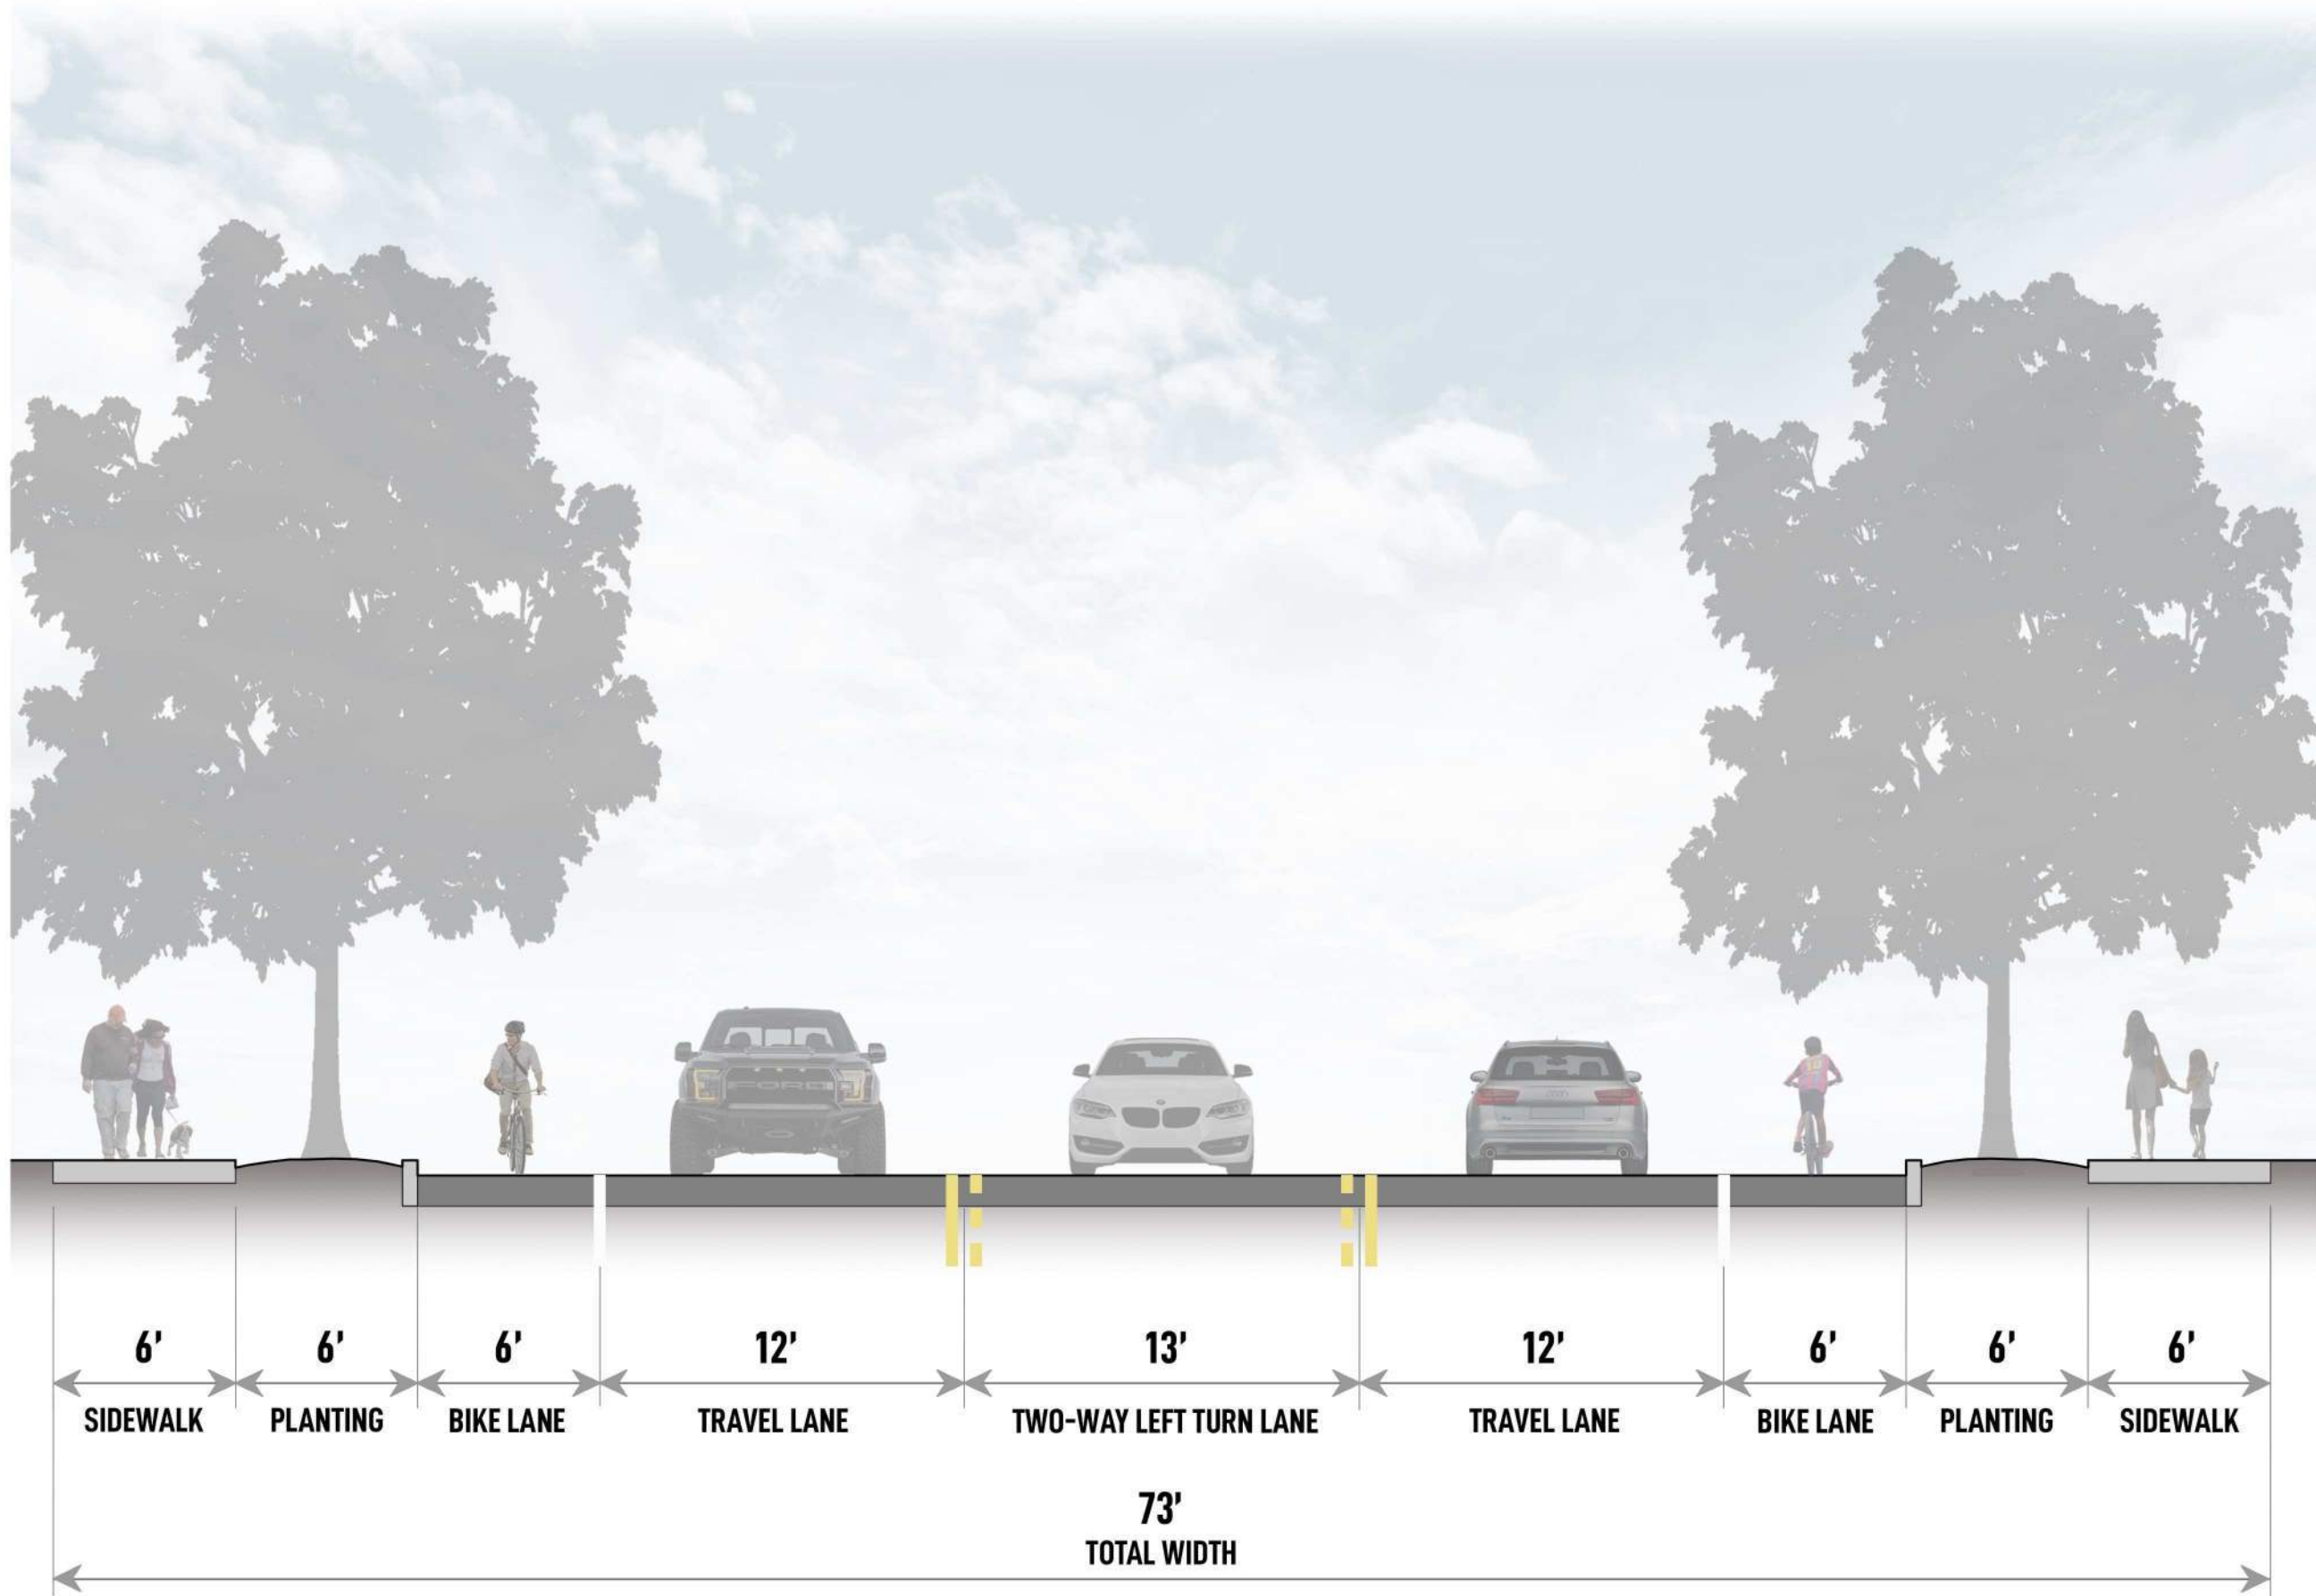 FORD
6' 6' 6' 12' 13' 12' 6' 6' 6'
SIDEWALK PLANTING BIKE LANE TRAVEL LANE TWO-WAY LEFT TURN LANE TRAVEL LANE BIKE LANE PLANTING SIDEWALK
73'
TOTAL WIDTH